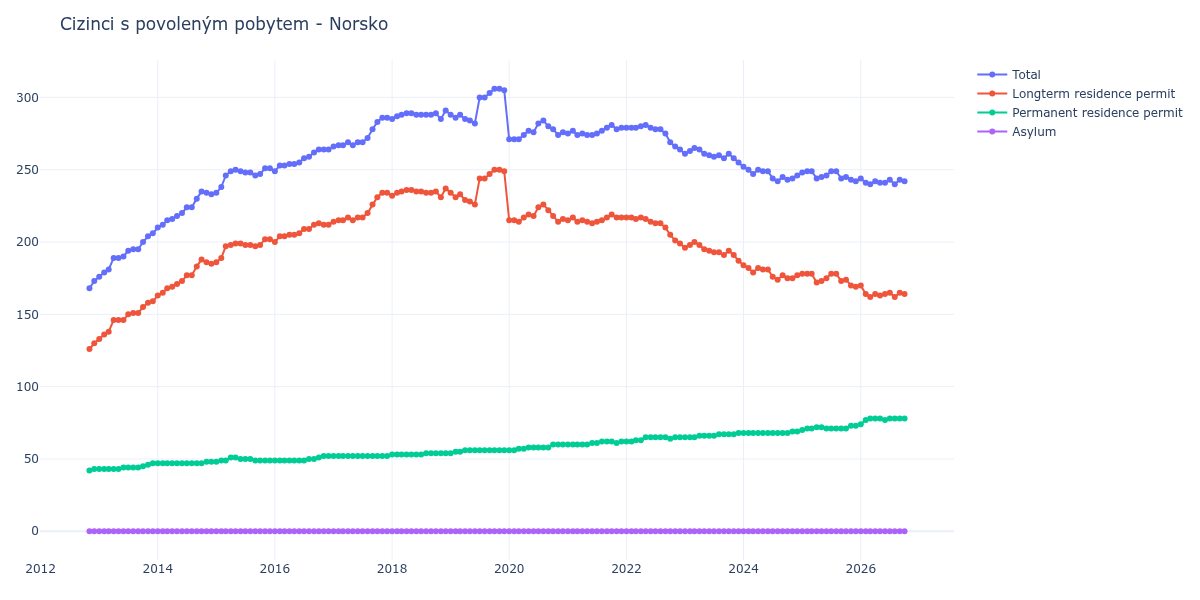 Cizinci s povoleným pobytem - Norsko
Total
Longterm residence permit
Permanent residence permit
Asylum
300
250
200
150
100
50
0
2012 2014 2016 2018 2020 2022 2024 2026